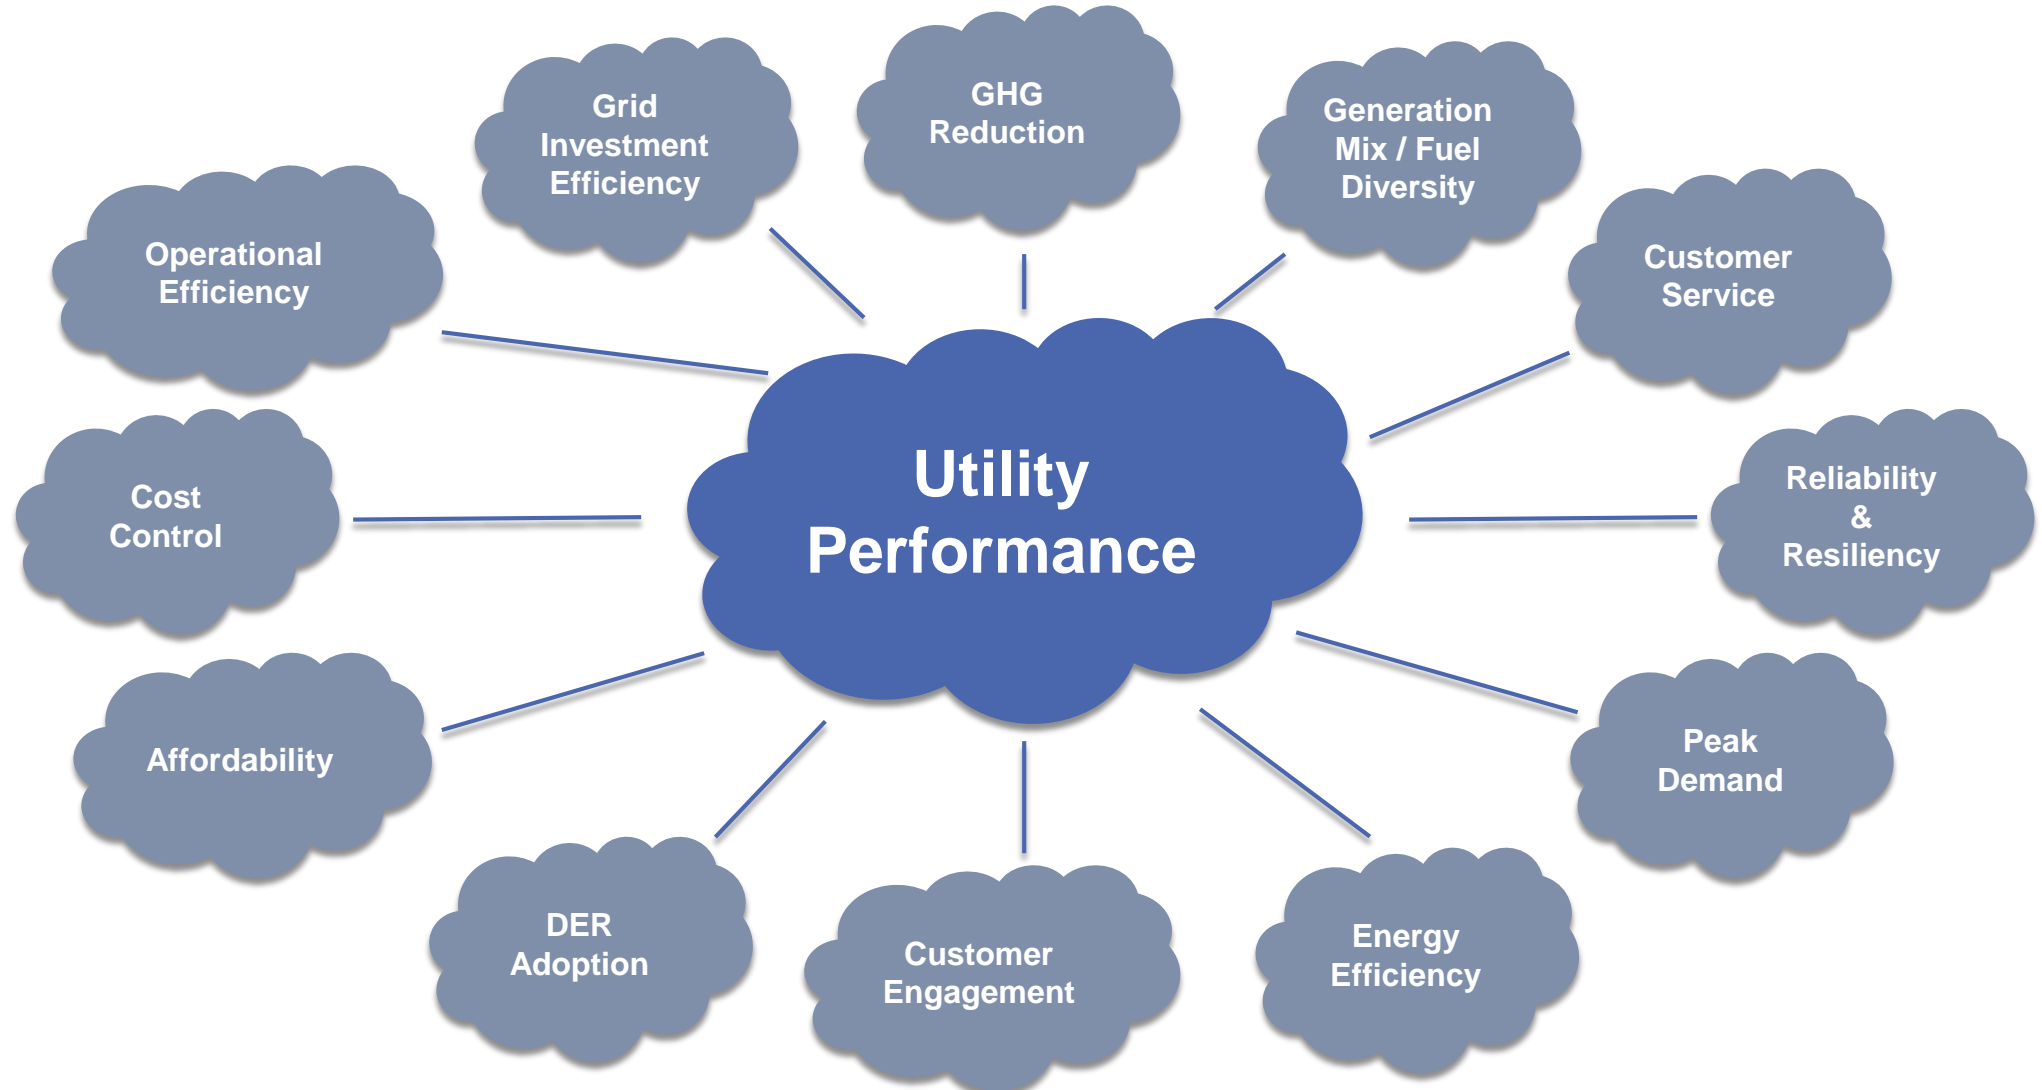 GHG
Reduction
Grid
Investment
Efficiency
Generation
Mix / Fuel
Diversity
Operational
Efficiency
Customer
Service
Utility
Performance
Cost
Control
Reliability
&
Resiliency
Affordability
Peak
Demand
DER
Adoption
Customer
Engagement
Energy
Efficiency